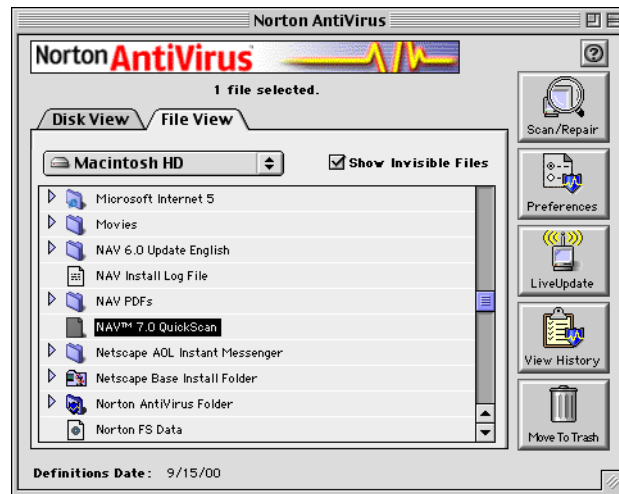 Norton AntiVirus
Norton AntiVirus
1 file selected.
Disk View
File View
Scan/Repair
Macintosh HD
Show Invisible Files
Microsoft Internet 5
Movies
Preferences
NAV 6.0 Update English
NAV Install Log File
LiveUpdate
NAV PDFs
NAV™ 7.0 QuickScan
Netscape AOL Instant Messenger
View History
Netscape Base Install Folder
Norton AntiVirus Folder
Norton FS Data
Move To Trash
Definitions Date: 9/15/00